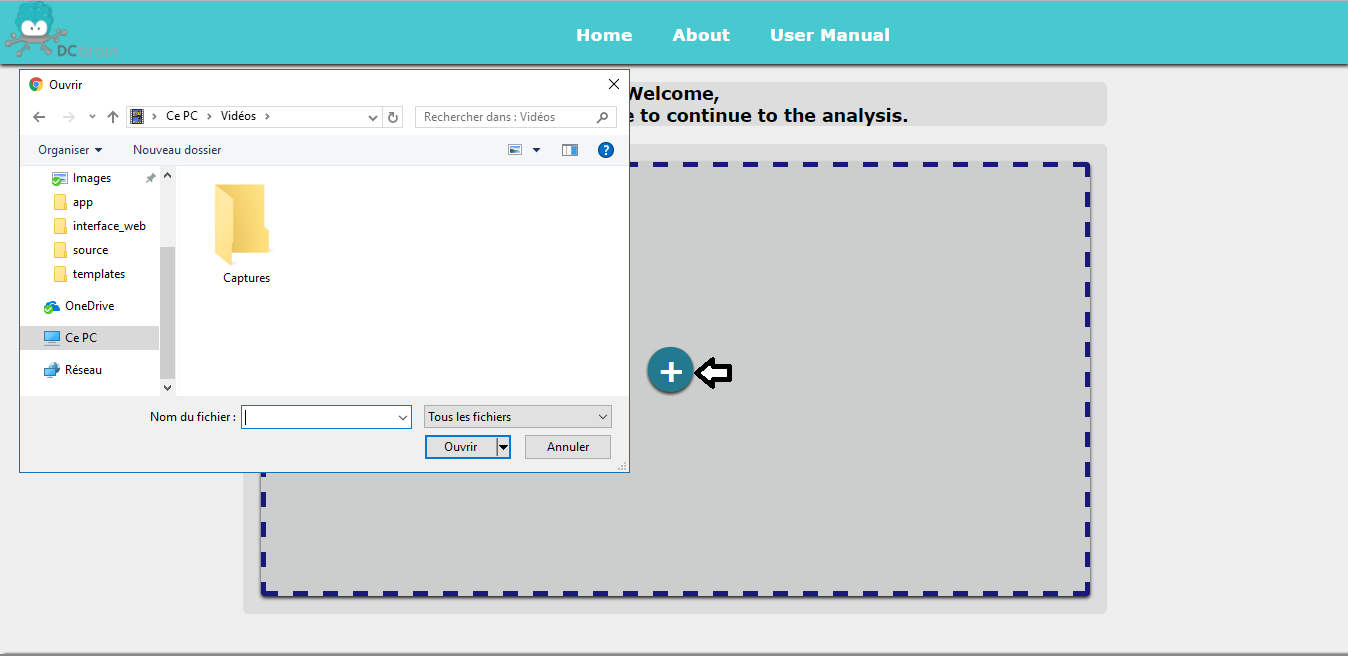 DCbrain
Home About User Manual
Ouvrir
Welcome,
to continue to the analysis.
Ce PC Vidéos
Rechercher dans : Vidéos
Organiser Nouveau dossier
?
Images
app
interface_web
source
templates
OneDrive
Ce PC
Réseau
Captures
+
Nom du fichier :
Tous les fichiers
Ouvrir Annuler